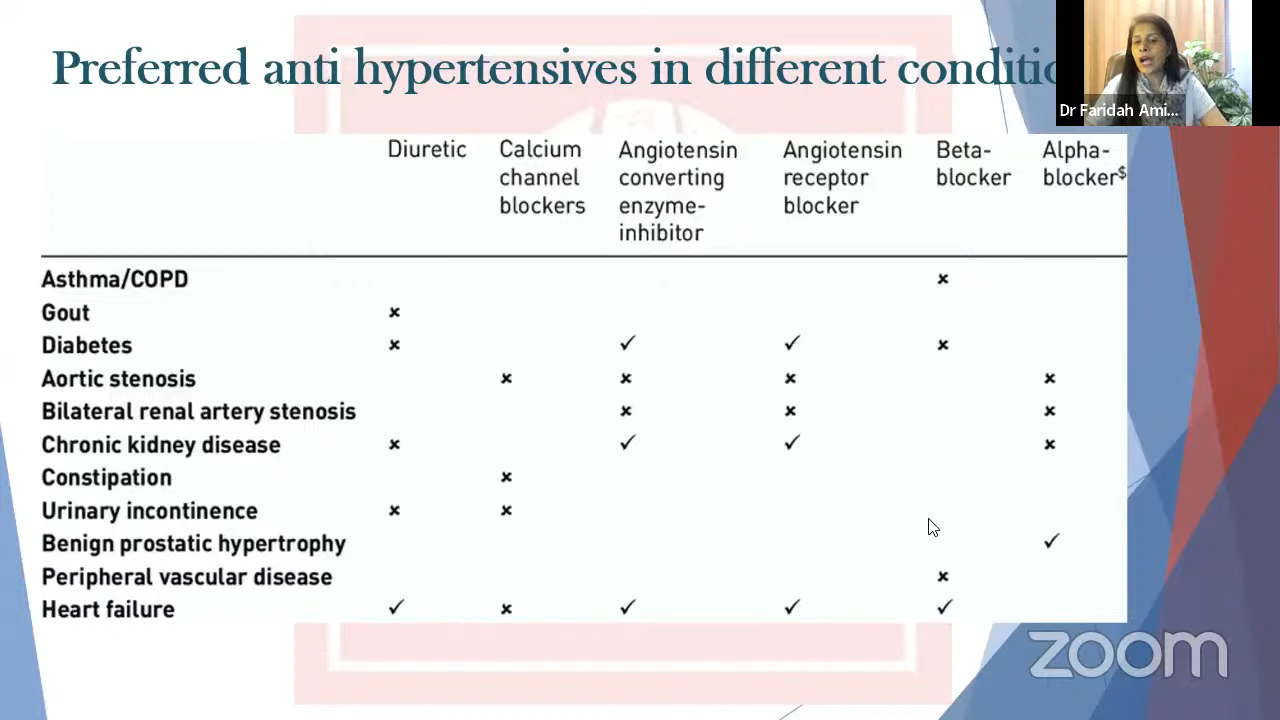 Preferred anti hypertensives in different conditio
Dr Faridah Ami...
Diuretic Calcium channel blockers Angiotensin converting enzyme-inhibitor Angiotensin receptor blocker Beta-blocker Alpha-blocker$
Asthma/COPD ×
Gout ×
Diabetes × ✓ ✓ ×
Aortic stenosis × × × ×
Bilateral renal artery stenosis × × ×
Chronic kidney disease × ✓ ✓ ×
Constipation ×
Urinary incontinence × ×
Benign prostatic hypertrophy ✓
Peripheral vascular disease ×
Heart failure ✓ × ✓ ✓ ✓
zoom